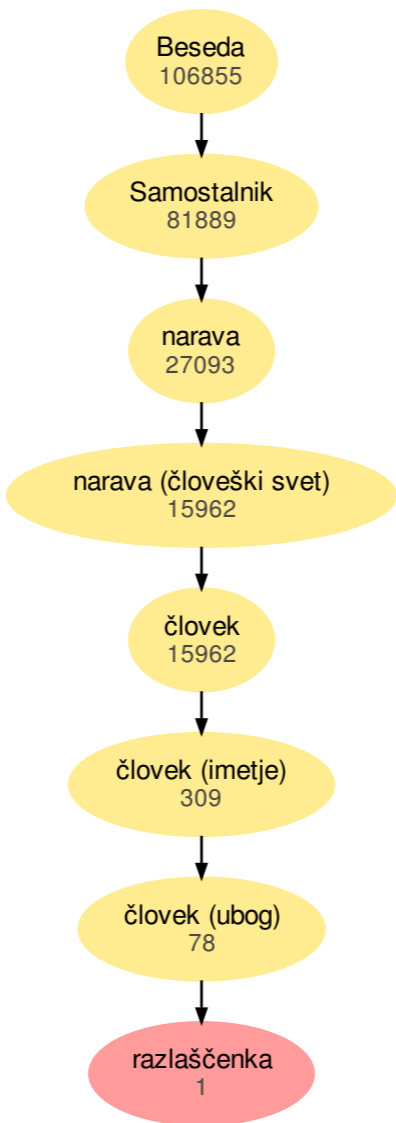 Beseda
106855
Samostalnik
81889
narava
27093
narava (človeški svet)
15962
človek
15962
človek (imetje)
309
človek (ubog)
78
razlaščenka
1